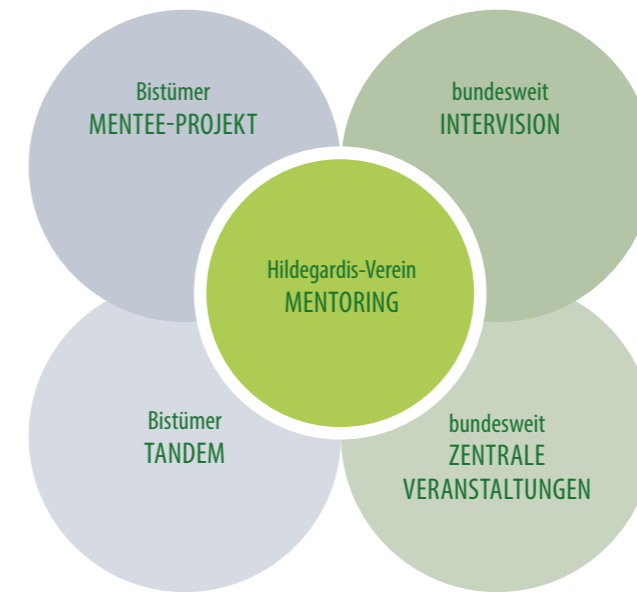 Bistümer
MENTEE-PROJEKT
bundesweit
INTERVISION
Hildegardis-Verein
MENTORING
Bistümer
TANDEM
bundesweit
ZENTRALE
VERANSTALTUNGEN